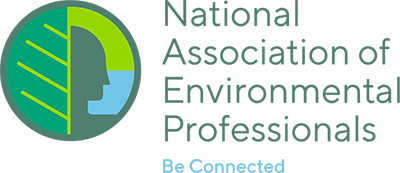 National
Association of
Environmental
Professionals
Be Connected